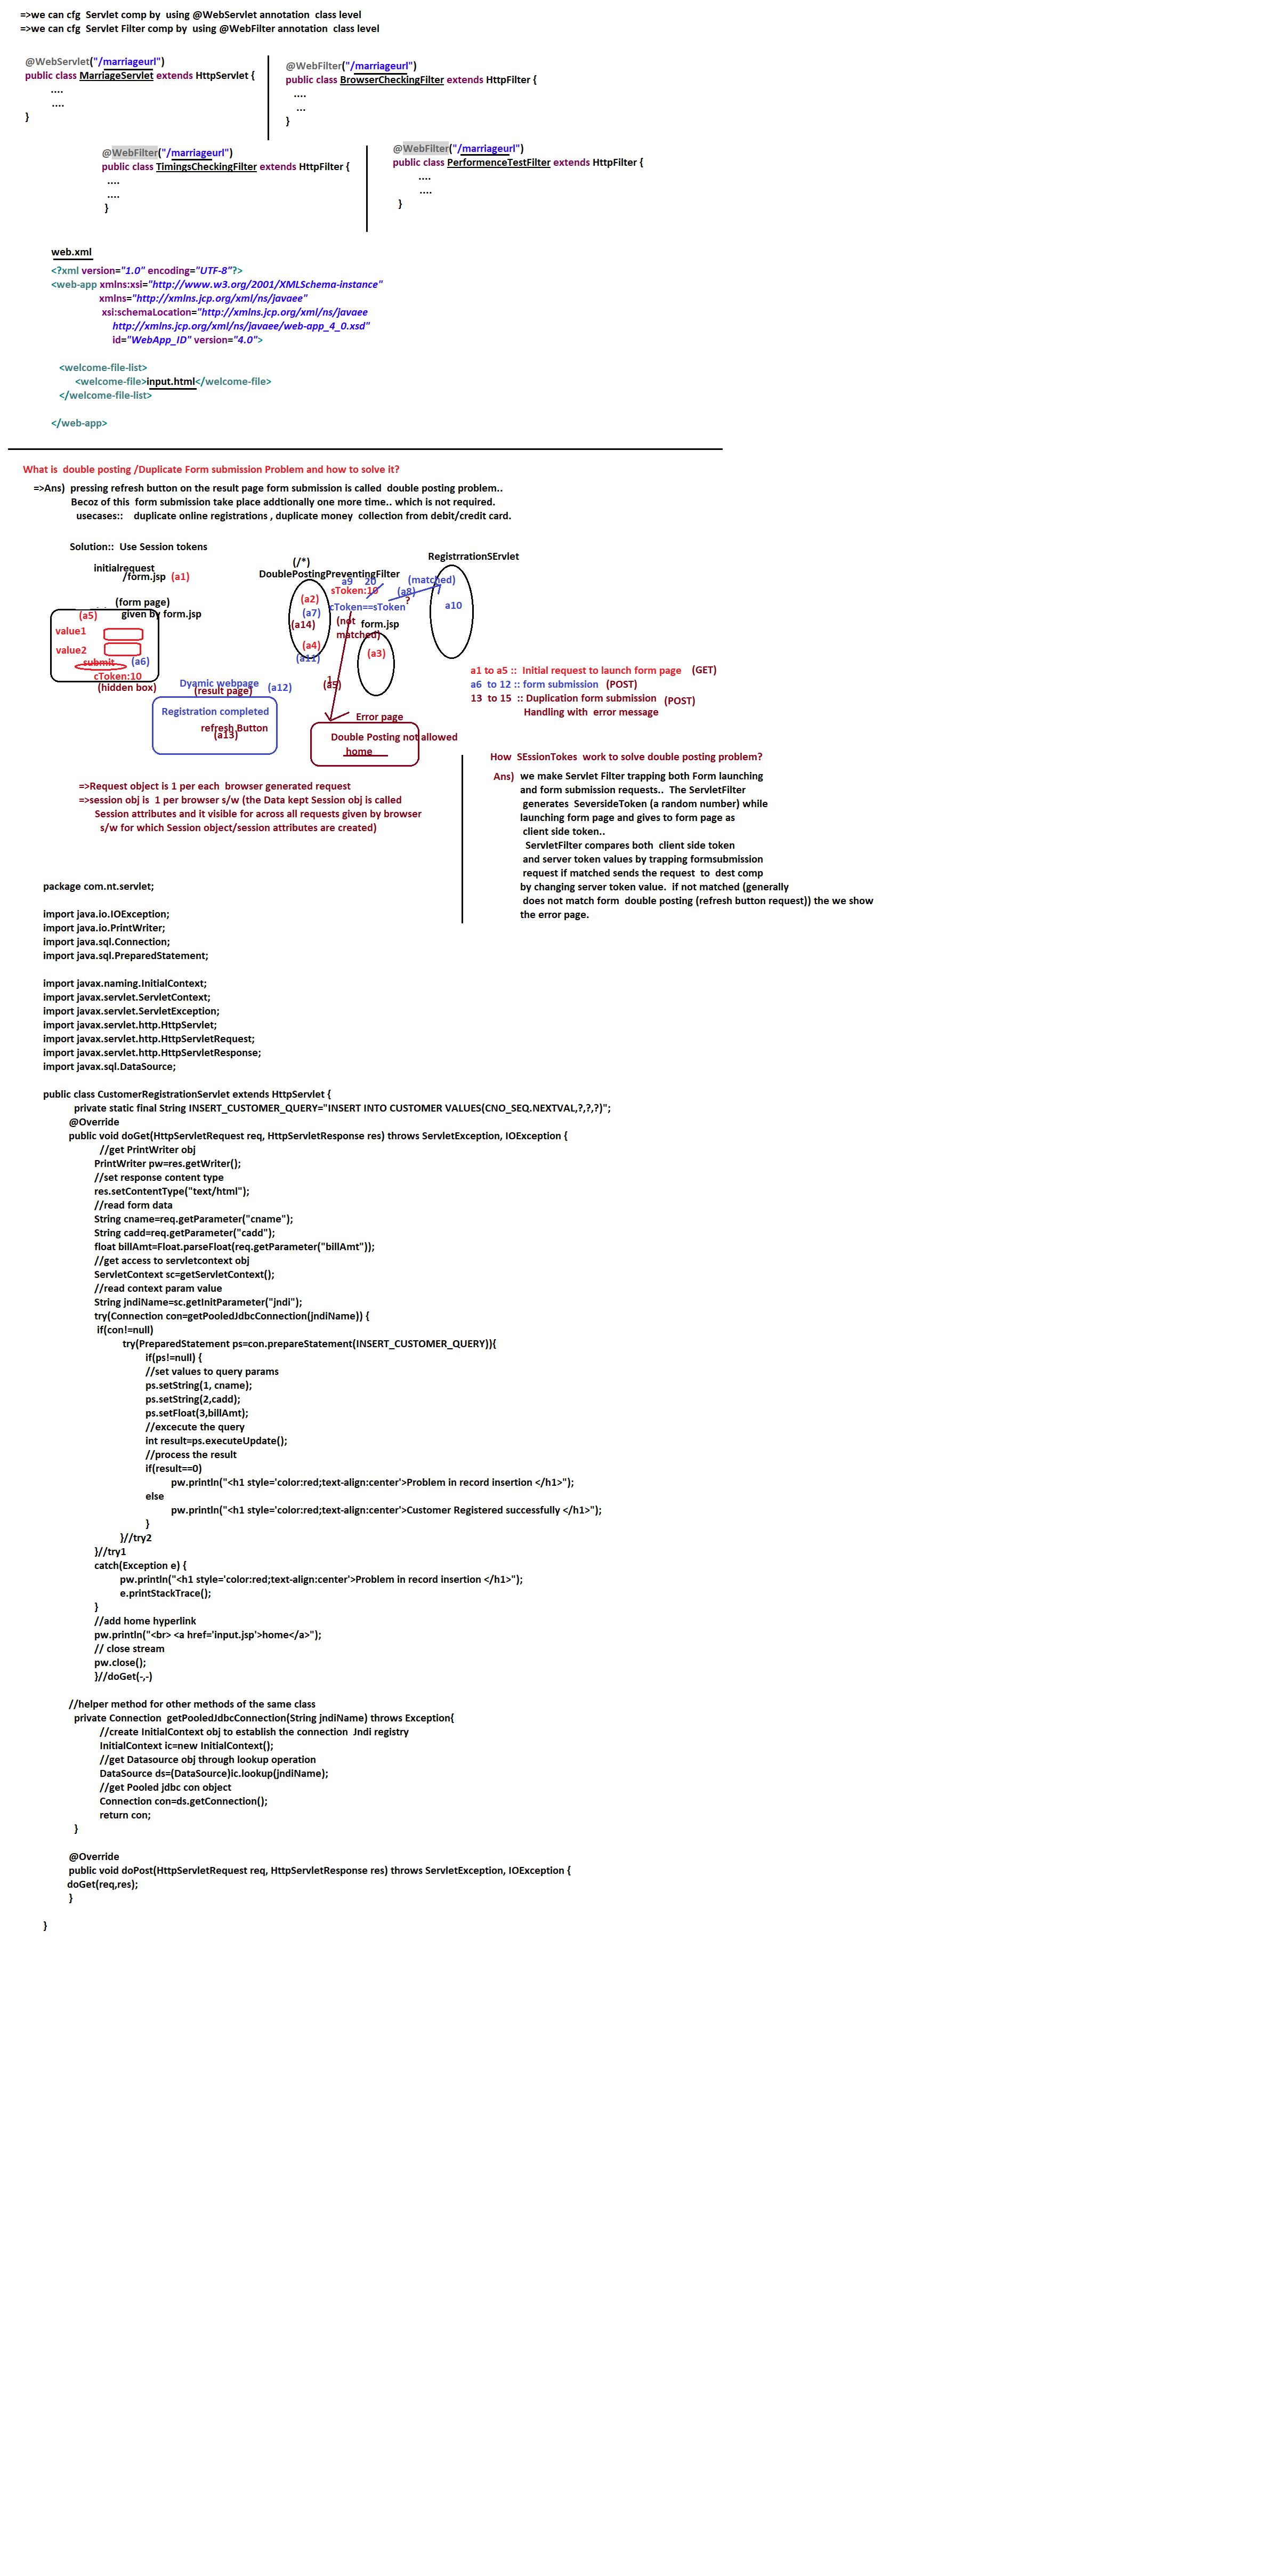 =>we can cfg  Servlet comp by  using @WebServlet annotation  class level
=>we can cfg  Servlet Filter comp by  using @WebFilter annotation  class level
@WebServlet("/marriageurl")
public class MarriageServlet extends HttpServlet {
....
....
}
@WebFilter("/marriageurl")
public class BrowserCheckingFilter extends HttpFilter {
....
...
}
@WebFilter("/marriageurl")
public class TimingsCheckingFilter extends HttpFilter {
....
....
}
@WebFilter("/marriageurl")
public class PerformenceTestFilter extends HttpFilter {
....
....
}
web.xml
<?xml version="1.0" encoding="UTF-8"?>
<web-app xmlns:xsi="http://www.w3.org/2001/XMLSchema-instance"
xmlns="http://xmlns.jcp.org/xml/ns/javaee"
xsi:schemaLocation="http://xmlns.jcp.org/xml/ns/javaee
http://xmlns.jcp.org/xml/ns/javaee/web-app_4_0.xsd"
id="WebApp_ID" version="4.0">
<welcome-file-list>
<welcome-file>input.html</welcome-file>
</welcome-file-list>
</web-app>
What is  double posting /Duplicate Form submission Problem and how to solve it?
=>Ans)  pressing refresh button on the result page form submission is called  double posting problem..
Becoz of this  form submission take place addtionally one more time.. which is not required.
usecases::    duplicate online registrations , duplicate money  collection from debit/credit card.
Solution::  Use Session tokens
initialrequest
/form.jsp  (a1)
(form page)
given by form.jsp
(a5)
value1
value2
submit
(a6)
cToken:10
(hidden box)
(/*)
DoublePostingPreventingFilter
(a2)
(a7)
(a14)
(a4)
(a11)
a9
20
sToken:10
cToken==sToken
(not
matched)
(a8)
?
(matched)
RegistrrationSErvlet
a10
form.jsp
(a3)
Dyamic webpage
(result page)
(a12)
Registration completed
refresh Button
(a13)
Error page
Double Posting not allowed
home
a1 to a5 ::  Initial request to launch form page   (GET)
a6  to 12 :: form submission  (POST)
13  to 15  :: Duplication form submission  (POST)
Handling with  error message
How  SEssionTokes  work to solve double posting problem?
Ans)  we make Servlet Filter trapping both Form launching
and form submission requests..  The ServletFilter
generates  SeversideToken (a random number) while
launching form page and gives to form page as
client side token..
ServletFilter compares both  client side token
and server token values by trapping formsubmission
request if matched sends the request  to  dest comp
by changing server token value.  if not matched (generally
does not match form  double posting (refresh button request)) the we show
the error page.
=>Request object is 1 per each  browser generated request
=>session obj is  1 per browser s/w (the Data kept Session obj is called
Session attributes and it visible for across all requests given by browser
s/w for which Session object/session attributes are created)
package com.nt.servlet;
import java.io.IOException;
import java.io.PrintWriter;
import java.sql.Connection;
import java.sql.PreparedStatement;
import javax.naming.InitialContext;
import javax.servlet.ServletContext;
import javax.servlet.ServletException;
import javax.servlet.http.HttpServlet;
import javax.servlet.http.HttpServletRequest;
import javax.servlet.http.HttpServletResponse;
import javax.sql.DataSource;
public class CustomerRegistrationServlet extends HttpServlet {
private static final String INSERT_CUSTOMER_QUERY="INSERT INTO CUSTOMER VALUES(CNO_SEQ.NEXTVAL,?,?,?)";
@Override
public void doGet(HttpServletRequest req, HttpServletResponse res) throws ServletException, IOException {
//get PrintWriter obj
PrintWriter pw=res.getWriter();
//set response content type
res.setContentType("text/html");
//read form data
String cname=req.getParameter("cname");
String cadd=req.getParameter("cadd");
float billAmt=Float.parseFloat(req.getParameter("billAmt"));
//get access to servletcontext obj
ServletContext sc=getServletContext();
//read context param value
String jndiName=sc.getInitParameter("jndi");
try(Connection con=getPooledJdbcConnection(jndiName)) {
if(con!=null)
try(PreparedStatement ps=con.prepareStatement(INSERT_CUSTOMER_QUERY)){
if(ps!=null) {
//set values to query params
ps.setString(1, cname);
ps.setString(2,cadd);
ps.setFloat(3,billAmt);
//excecute the query
int result=ps.executeUpdate();
//process the result
if(result==0)
pw.println("<h1 style='color:red;text-align:center'>Problem in record insertion </h1>");
else
pw.println("<h1 style='color:red;text-align:center'>Customer Registered successfully </h1>");
}
}//try2
}//try1
catch(Exception e) {
pw.println("<h1 style='color:red;text-align:center'>Problem in record insertion </h1>");
e.printStackTrace();
}
//add home hyperlink
pw.println("<br> <a href='input.jsp'>home</a>");
// close stream
pw.close();
}//doGet(-,-)
//helper method for other methods of the same class
private Connection  getPooledJdbcConnection(String jndiName) throws Exception{
//create InitialContext obj to establish the connection  Jndi registry
InitialContext ic=new InitialContext();
//get Datasource obj through lookup operation
DataSource ds=(DataSource)ic.lookup(jndiName);
//get Pooled jdbc con object
Connection con=ds.getConnection();
return con;
}
@Override
public void doPost(HttpServletRequest req, HttpServletResponse res) throws ServletException, IOException {
doGet(req,res);
}
}